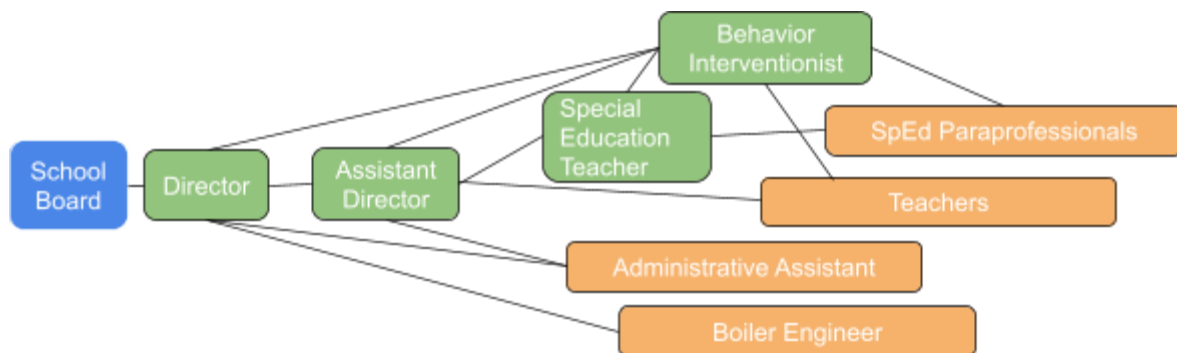 Behavior
Interventionist
Special
Education
Teacher
SpEd Paraprofessionals
School
Board
Director
Assistant
Director
Teachers
Administrative Assistant
Boiler Engineer